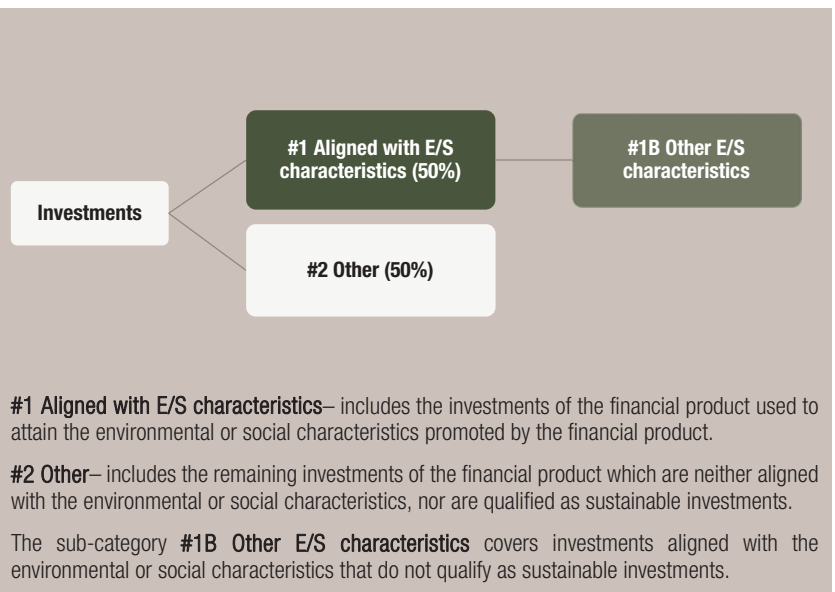 #1 Aligned with E/S
characteristics (50%)
#1B Other E/S
characteristics
Investments
#2 Other (50%)
#1 Aligned with E/S characteristics– includes the investments of the financial product used to
attain the environmental or social characteristics promoted by the financial product.
#2 Other– includes the remaining investments of the financial product which are neither aligned
with the environmental or social characteristics, nor are qualified as sustainable investments.
The sub-category #1B Other E/S characteristics covers investments aligned with the
environmental or social characteristics that do not qualify as sustainable investments.